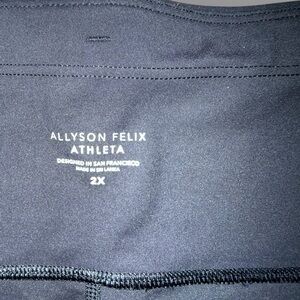 ALLYSON FELIX
ATHLETA
DESIGNED IN SAN FRANCISCO
MADE IN SRI LANKA
2X